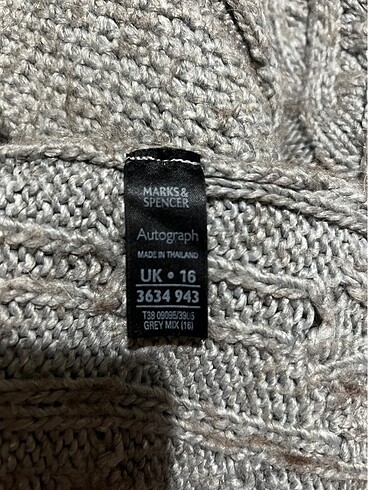 MARKS &
SPENCER
Autograph
MADE IN THAILAND
UK • 16
3634 943
GREY MIX (16)